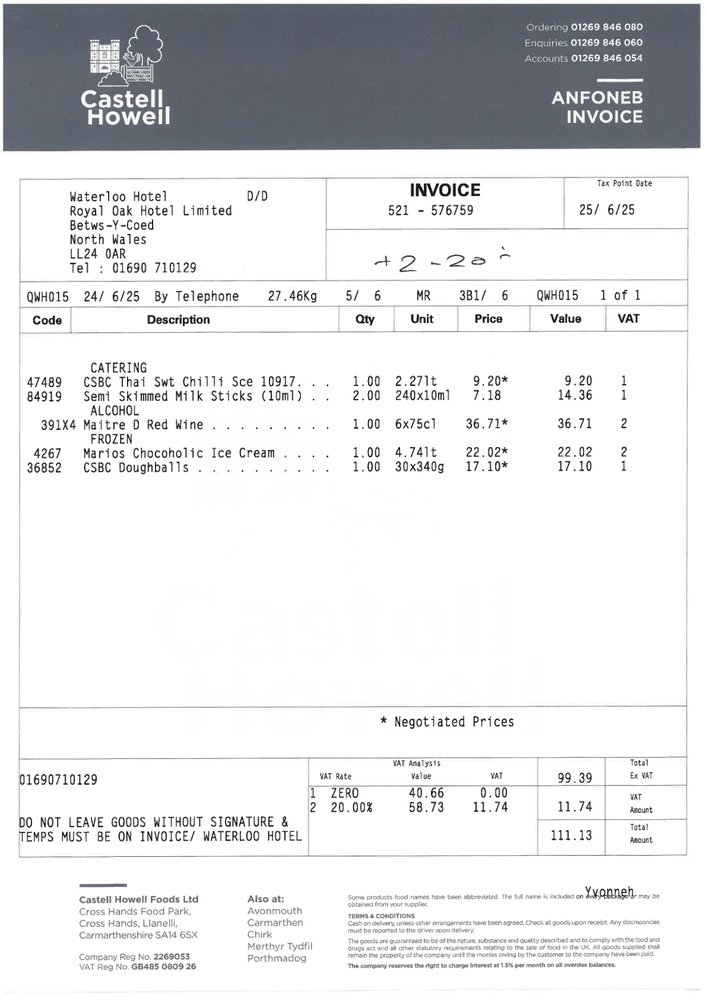 Castell
Howell
Ordering 01269 846 080
Enquiries 01269 846 060
Accounts 01269 846 054
ANFONEB
INVOICE
Waterloo Hotel D/D
Royal Oak Hotel Limited
Betws-Y-Coed
North Wales
LL24 0AR
Tel : 01690 710129
INVOICE
521 - 576759
Tax Point Date
25/ 6/25
+2 -20
QWH015 24/ 6/25 By Telephone 27.46Kg 5/ 6 MR 3B1/ 6 QWH015 1 of 1
Code Description Qty Unit Price Value VAT
CATERING
47489 CSBC Thai Swt Chilli Sce 10917. . . 1.00 2.27lt 9.20* 9.20 1
84919 Semi Skimmed Milk Sticks (10ml) . . 2.00 240x10ml 7.18 14.36 1
ALCOHOL
391X4 Maitre D Red Wine . . . . . . . . . 1.00 6x75cl 36.71* 36.71 2
FROZEN
4267 Marios Chocoholic Ice Cream . . . . 1.00 4.74lt 22.02* 22.02 2
36852 CSBC Doughballs . . . . . . . . . . 1.00 30x340g 17.10* 17.10 1
* Negotiated Prices
01690710129
DO NOT LEAVE GOODS WITHOUT SIGNATURE &
TEMPS MUST BE ON INVOICE/ WATERLOO HOTEL
VAT Analysis
VAT Rate Value VAT
1 ZERO 40.66 0.00
2 20.00% 58.73 11.74
99.39 Total Ex VAT
11.74 VAT Amount
111.13 Total Amount
Castell Howell Foods Ltd
Cross Hands Food Park,
Cross Hands, Llanelli,
Carmarthenshire SA14 6SX
Company Reg No. 2269053
VAT Reg No. GB485 0809 26
Also at:
Avonmouth
Carmarthen
Chirk
Merthyr Tydfil
Porthmadog
Yvonneh
Some products food names have been abbreviated. The full name is included on every package or may be
obtained from your supplier.
TERMS & CONDITIONS
Cash on delivery, unless other arrangements have been agreed. Check all goods upon receipt. Any discrepancies
must be reported to the driver upon delivery.
The goods are guaranteed to be of the nature, substance and quality described and to comply with the food and
drugs act and all other statutory requirements relating to the sale of food in the UK. All goods supplied shall
remain the property of the company until the monies owing by the customer to the company have been paid.
The company reserves the right to charge interest at 1.5% per month on all overdue balances.